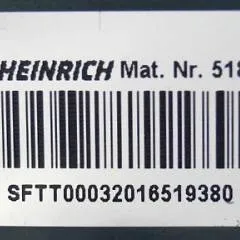 HEINRICH Mat. Nr. 518
SFTT00032016519380